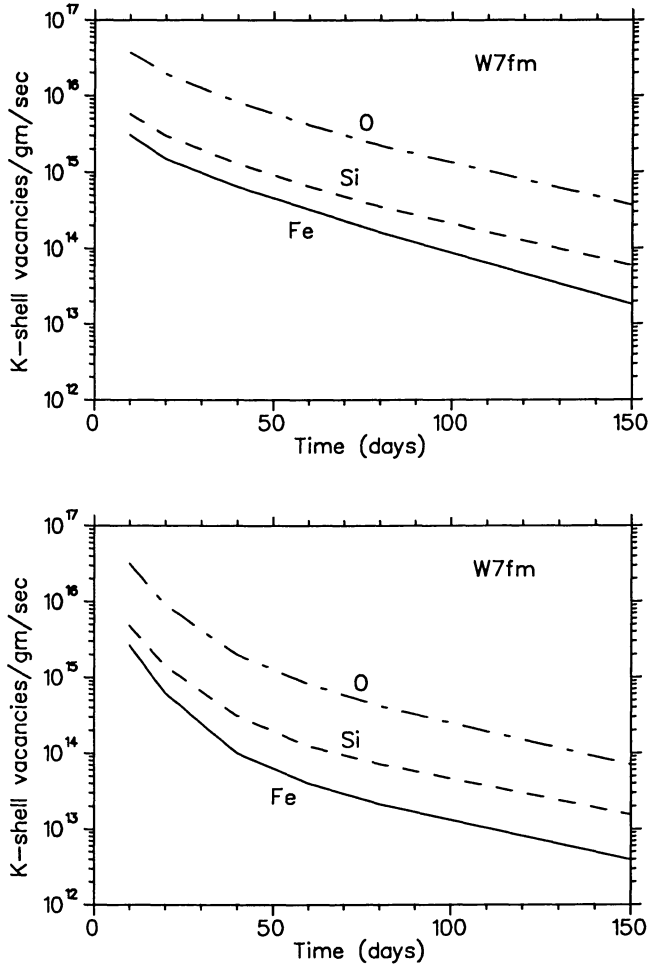 10^17
W7fm
10^16
O
10^15
Si
Fe
10^14
10^13
10^12
K-shell vacancies/gm/sec
0 50 100 150
Time (days)
10^17
W7fm
10^16
10^15
O
Si
10^14
Fe
10^13
10^12
K-shell vacancies/gm/sec
0 50 100 150
Time (days)